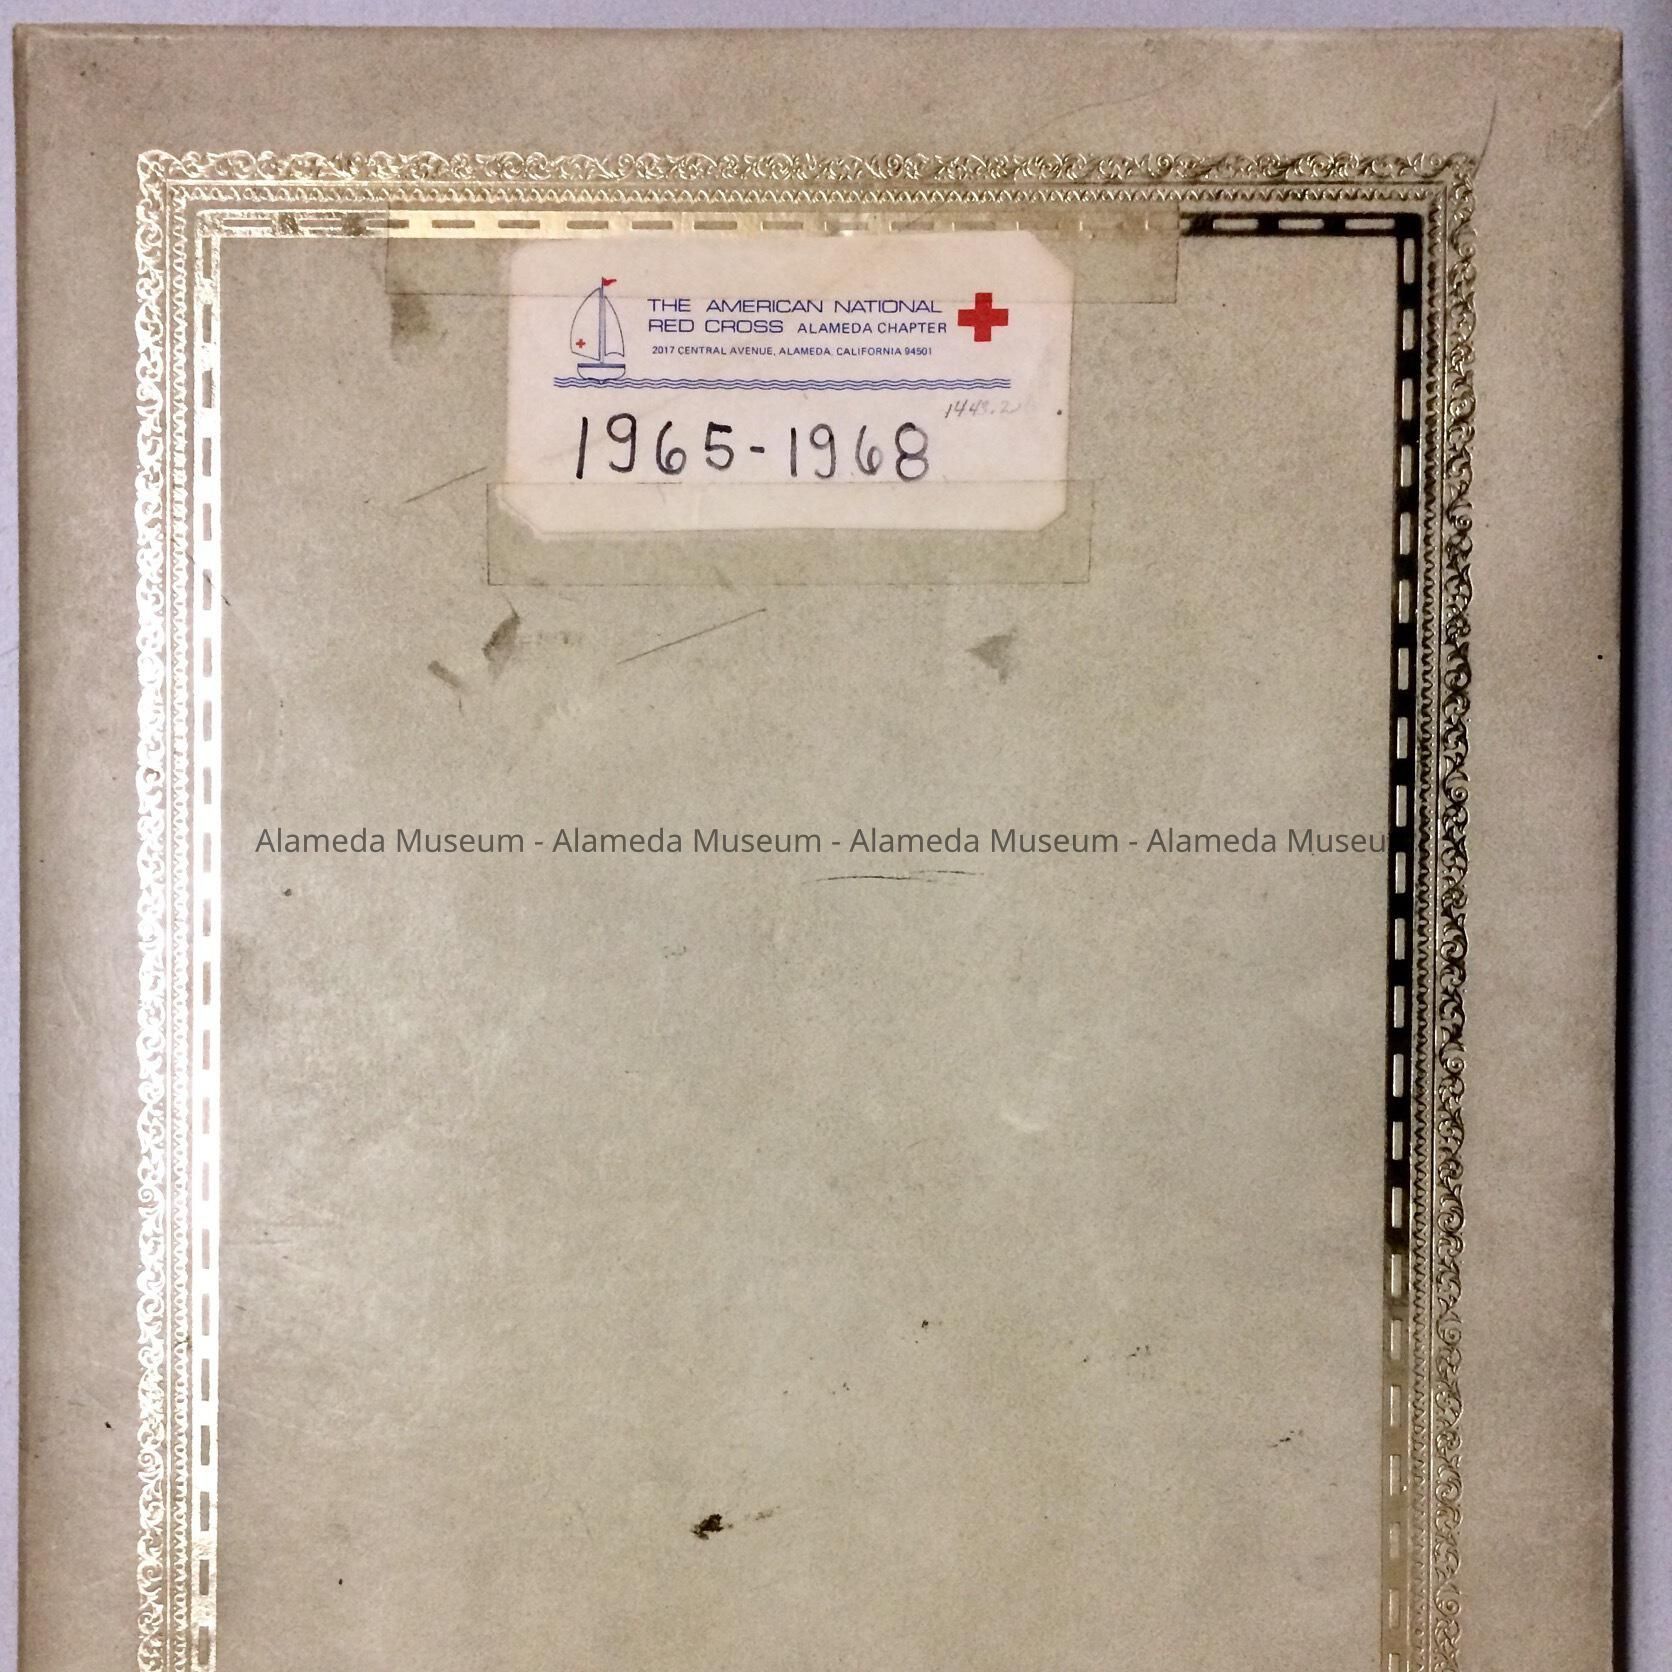 THE AMERICAN NATIONAL
RED CROSS ALAMEDA CHAPTER
2017 CENTRAL AVENUE, ALAMEDA, CALIFORNIA 94501
1965-1968
Alameda Museum - Alameda Museum - Alameda Museum - Alameda Museum